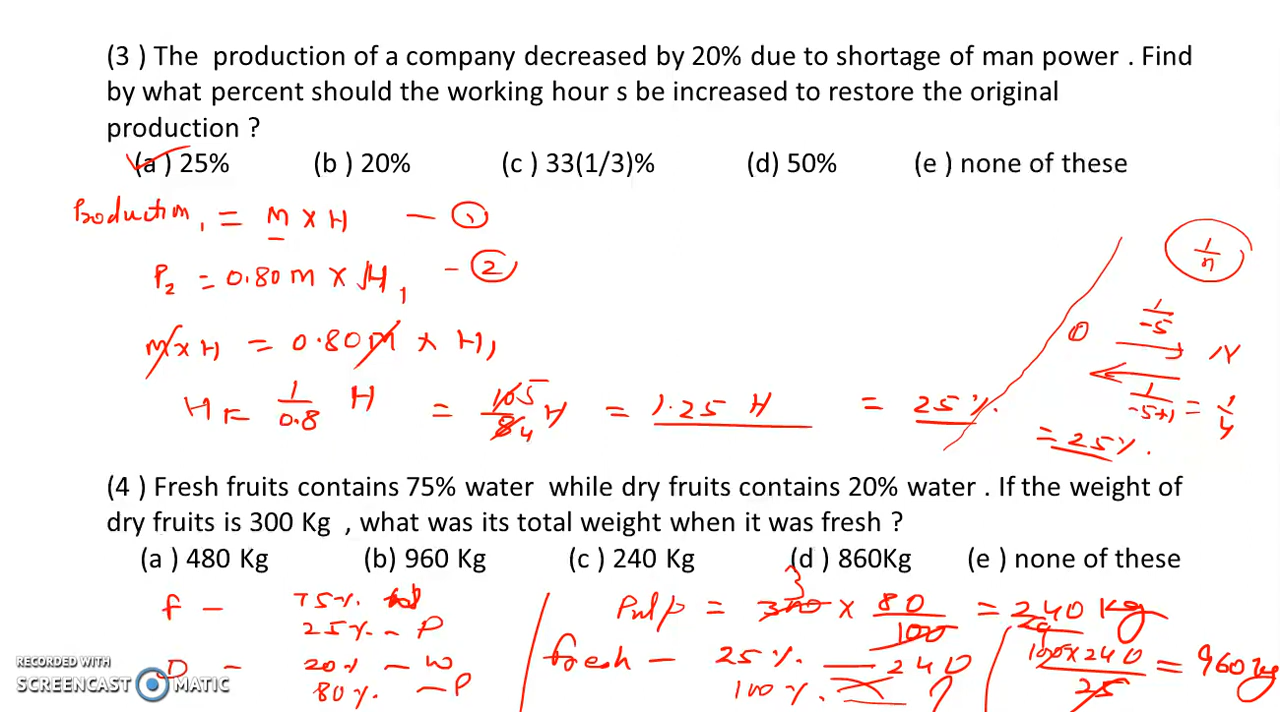 (3 ) The production of a company decreased by 20% due to shortage of man power . Find
by what percent should the working hour s be increased to restore the original
production ?
(a ) 25% (b ) 20% (c ) 33(1/3)% (d) 50% (e ) none of these
Production₁ = M X H — ①
P₂ = 0.80 M X H₁ — ②
M X H = 0.80 M X H₁
H₁ = 1/0.8 H = 105/84 H = 1.25 H = 25%.
1/n
O 1/-5 N
1/-5+1 = 1/4
= 25%.
(4 ) Fresh fruits contains 75% water while dry fruits contains 20% water . If the weight of
dry fruits is 300 Kg , what was its total weight when it was fresh ?
(a ) 480 Kg (b) 960 Kg (c ) 240 Kg (d ) 860Kg (e ) none of these
f — 75%.
25%. — P
D — 20% — W
80%. — P
Pulp = 300 3 X 80/100 = 240 kg
fresh — 25%. — 240
100%. — ?
100 X 240/25 = 960 kg
RECORDED WITH
SCREENCAST MATIC